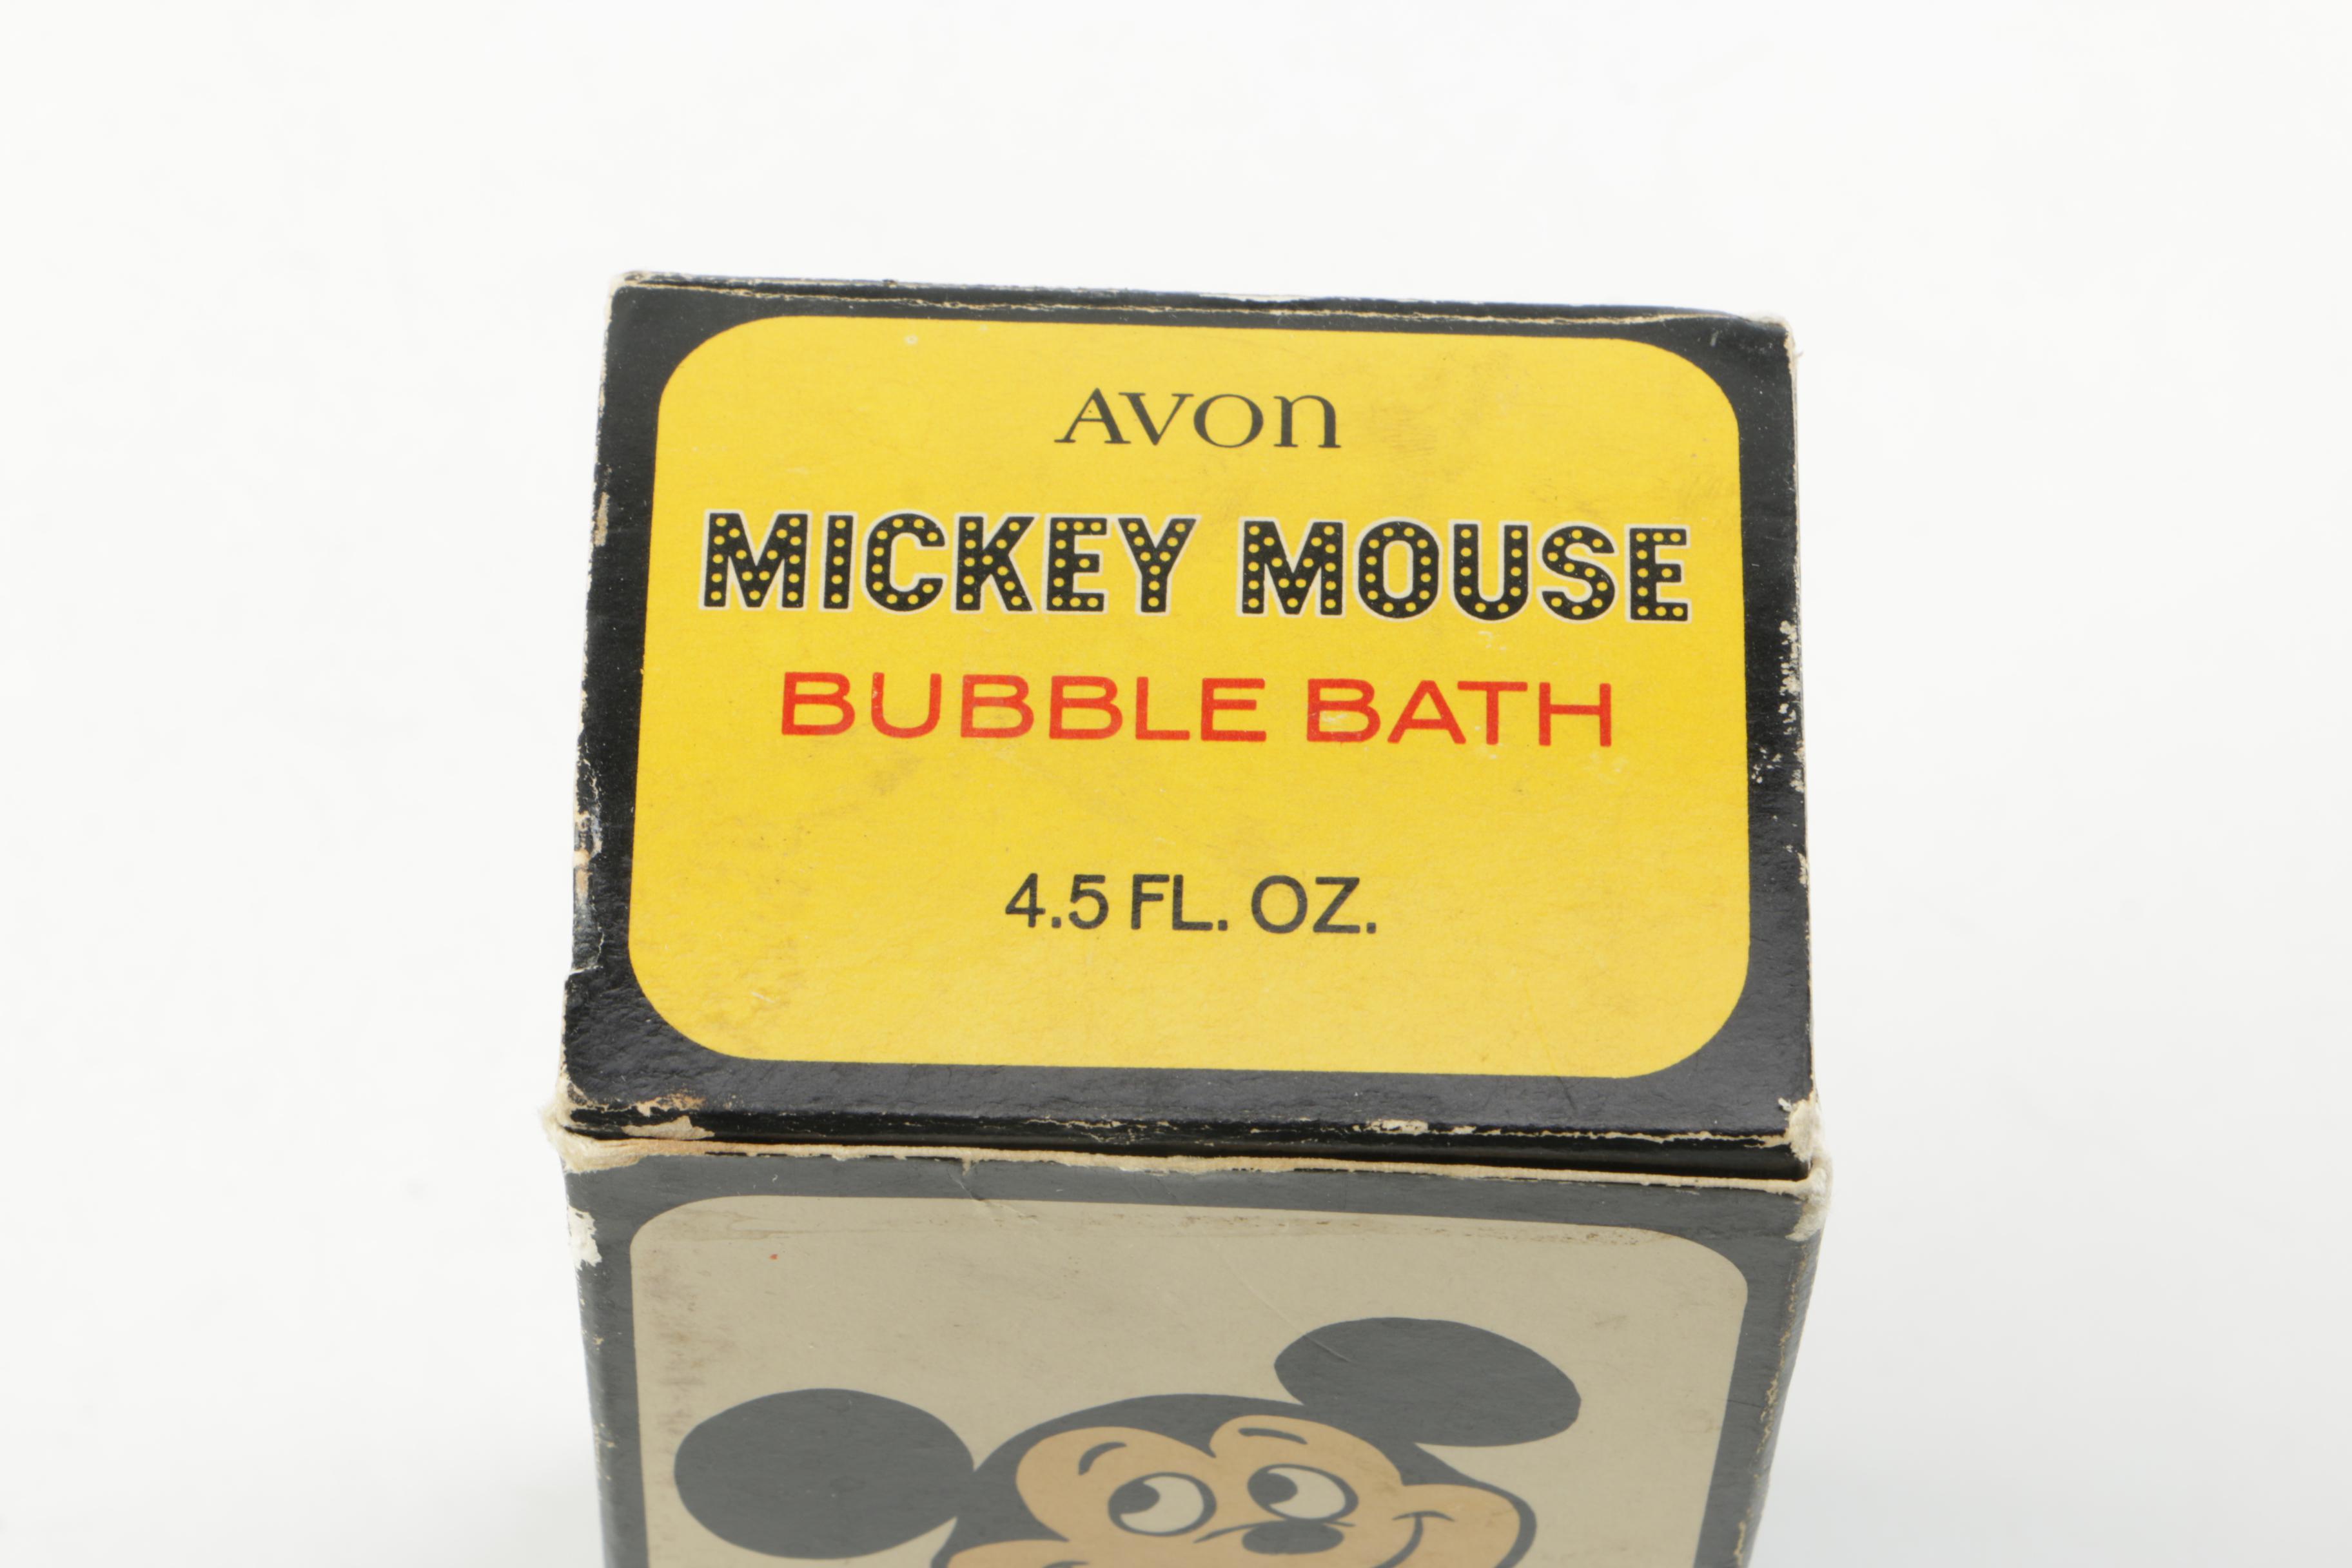 AVON
MICKEY MOUSE
BUBBLE BATH
4.5 FL. OZ.